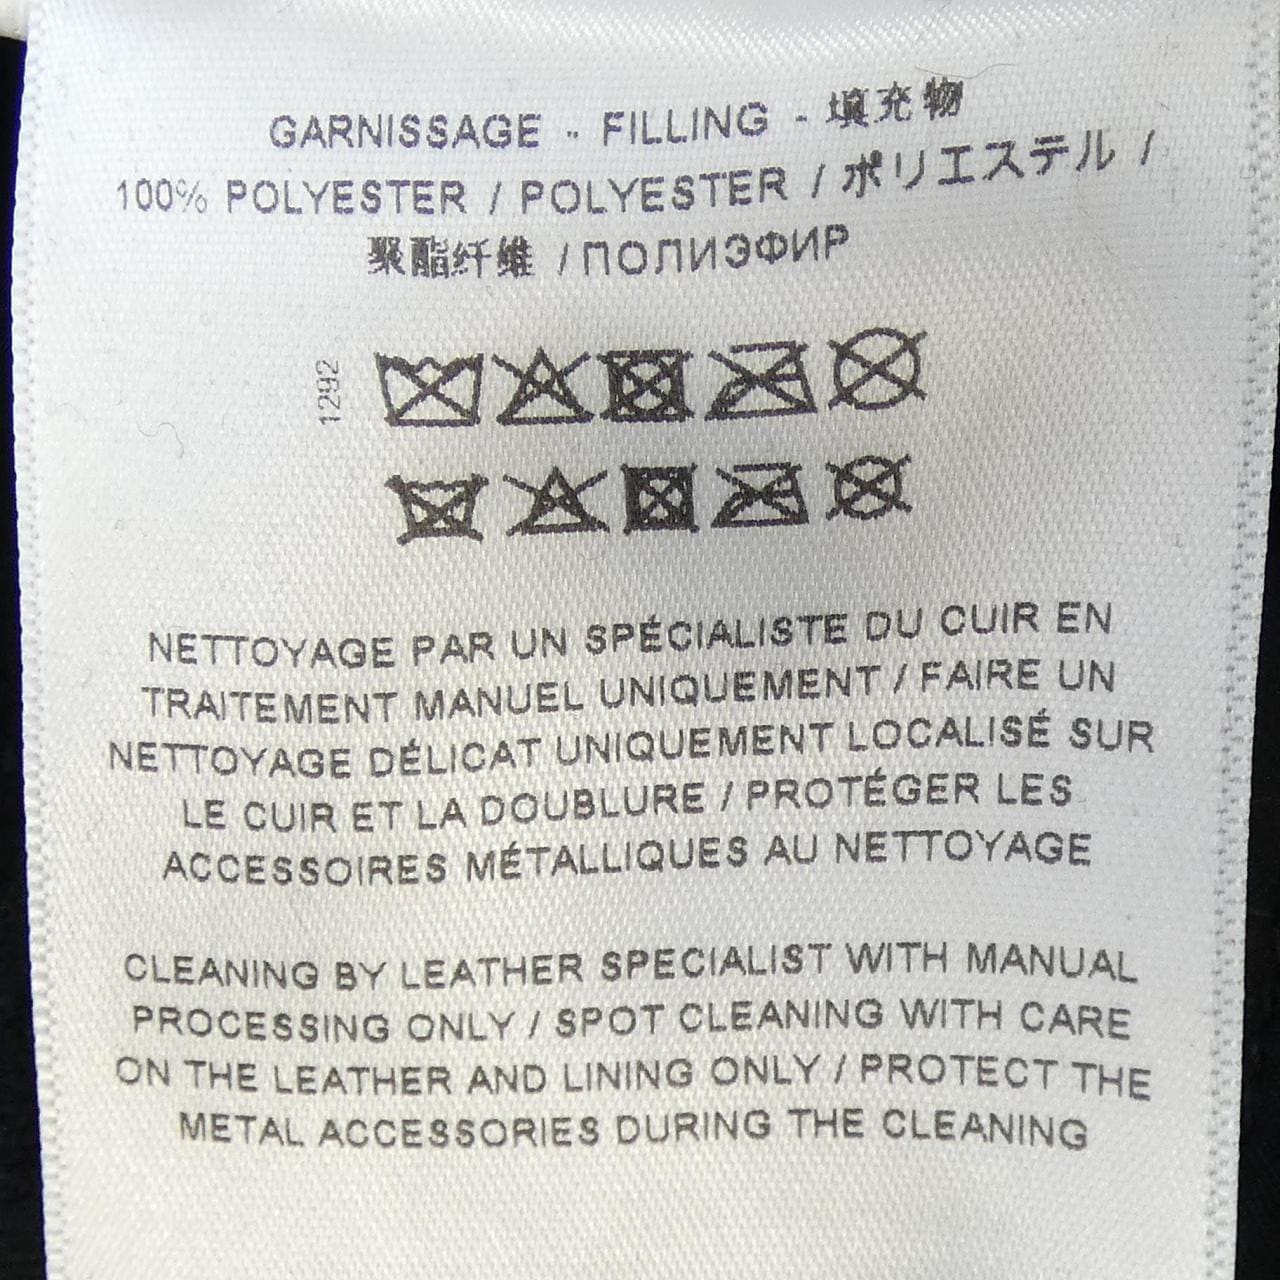 GARNISSAGE - FILLING - 填充物
100% POLYESTER / POLYESTER / ポリエステル /
聚酯纤维 / ПОЛИЭФИР
1292
NETTOYAGE PAR UN SPÉCIALISTE DU CUIR EN
TRAITEMENT MANUEL UNIQUEMENT / FAIRE UN
NETTOYAGE DÉLICAT UNIQUEMENT LOCALISÉ SUR
LE CUIR ET LA DOUBLURE / PROTÉGER LES
ACCESSOIRES MÉTALLIQUES AU NETTOYAGE
CLEANING BY LEATHER SPECIALIST WITH MANUAL
PROCESSING ONLY / SPOT CLEANING WITH CARE
ON THE LEATHER AND LINING ONLY / PROTECT THE
METAL ACCESSORIES DURING THE CLEANING